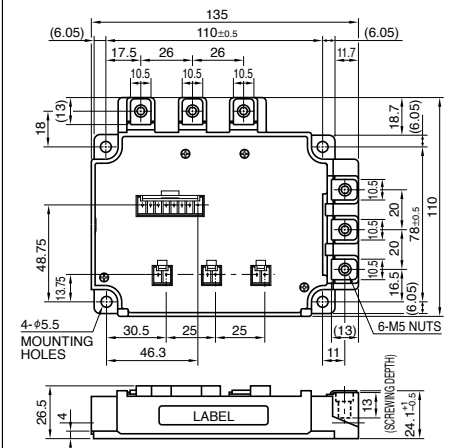 135
(6.05) 110±0.5 (6.05)
17.5 26 26 11.7
10.5 10.5 10.5
(13)
18
18.7
(6.05)
10.5
20
10.5
78±0.5
110
20
10.5
16.5
(6.05)
48.75
13.75
4-φ5.5
MOUNTING
HOLES
30.5 25 25
46.3
(13)
11
6-M5 NUTS
26.5
4
LABEL
13
(SCREWING DEPTH)
24.1 +1 −0.5